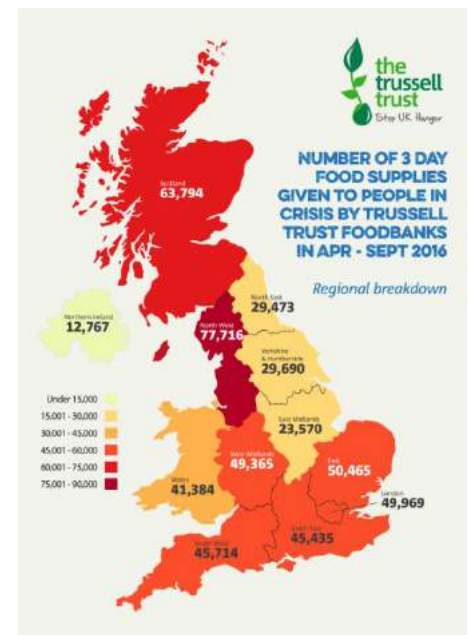 the
trussell
trust
Stop UK Hunger
NUMBER OF 3 DAY
FOOD SUPPLIES
GIVEN TO PEOPLE IN
CRISIS BY TRUSSELL
TRUST FOODBANKS
IN APR - SEPT 2016
Regional breakdown
Scotland
63,794
North East
29,473
Northern Ireland
12,767
North West
77,716
Yorkshire
& Humberside
29,690
East Midlands
23,570
West Midlands
49,365
East
50,465
Wales
41,384
London
49,969
South East
45,435
South West
45,714
Under 15,000
15,001 - 30,000
30,001 - 45,000
45,001 - 60,000
60,001 - 75,000
75,001 - 90,000